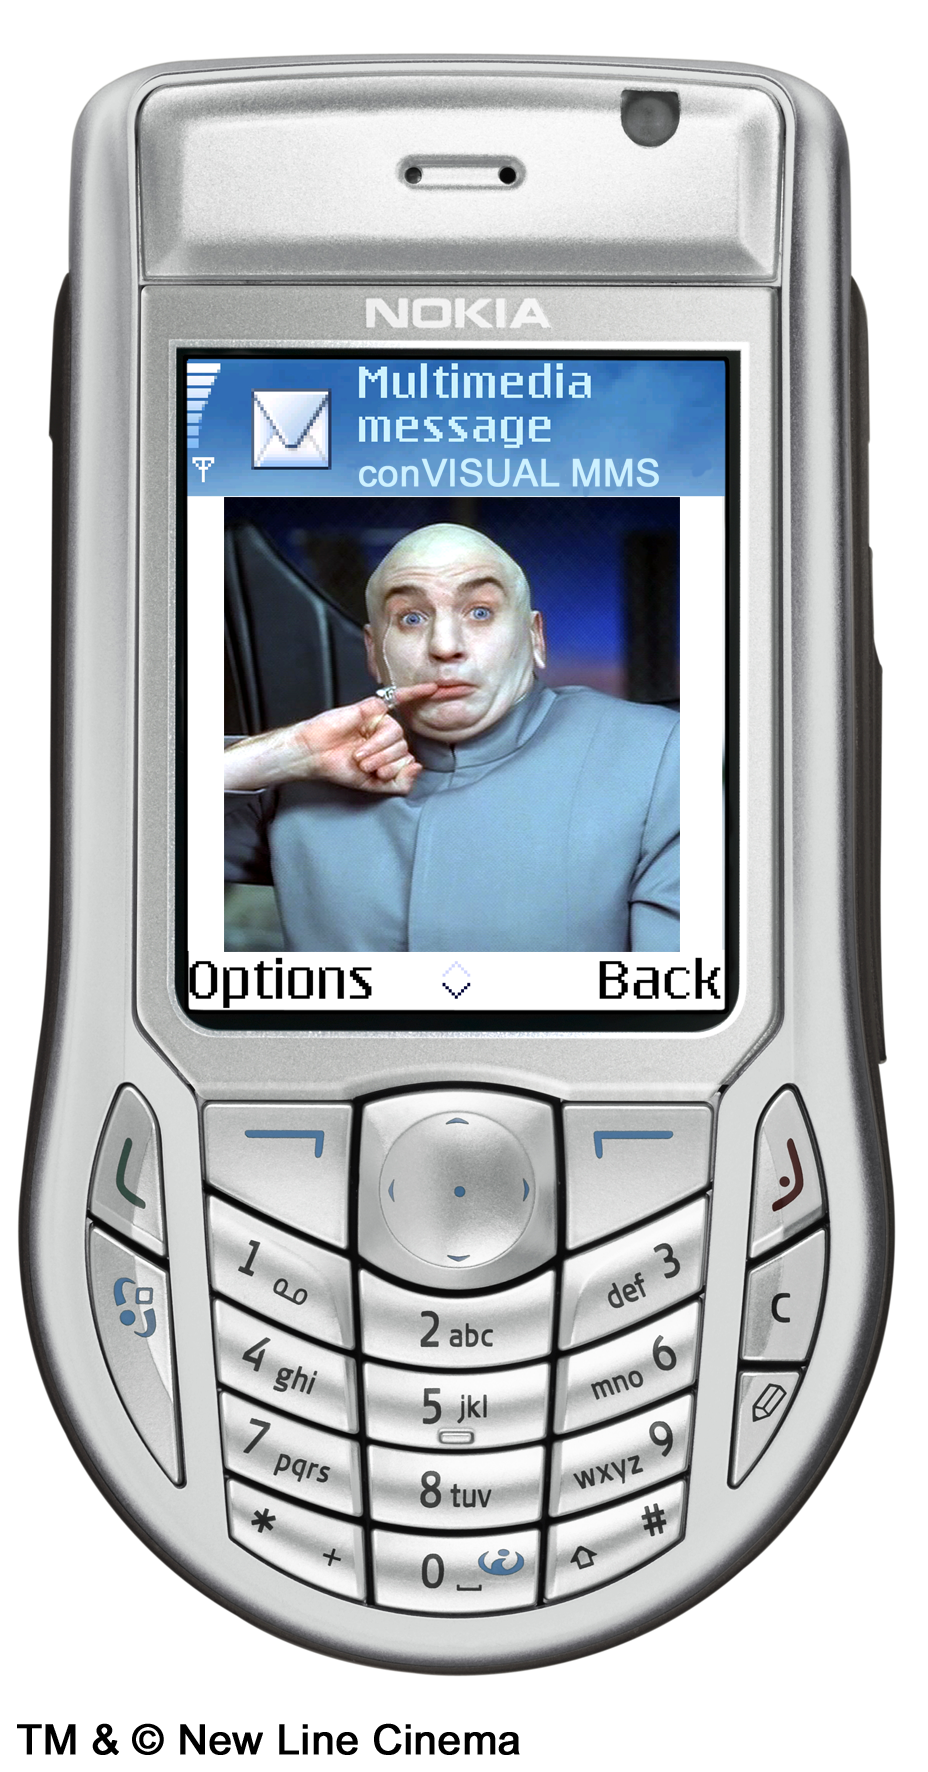 NOKIA
Multimedia
message
conVISUAL MMS
Options Back
1 def 3
2 abc
C
4 ghi mno 6
5 jkl
7 pqrs wxyz 9
8 tuv
* #
+
0
TM & © New Line Cinema